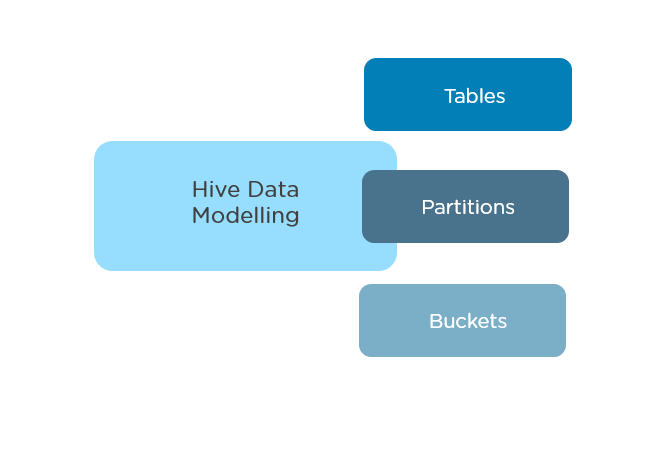 Tables
Hive Data
Modelling
Partitions
Buckets